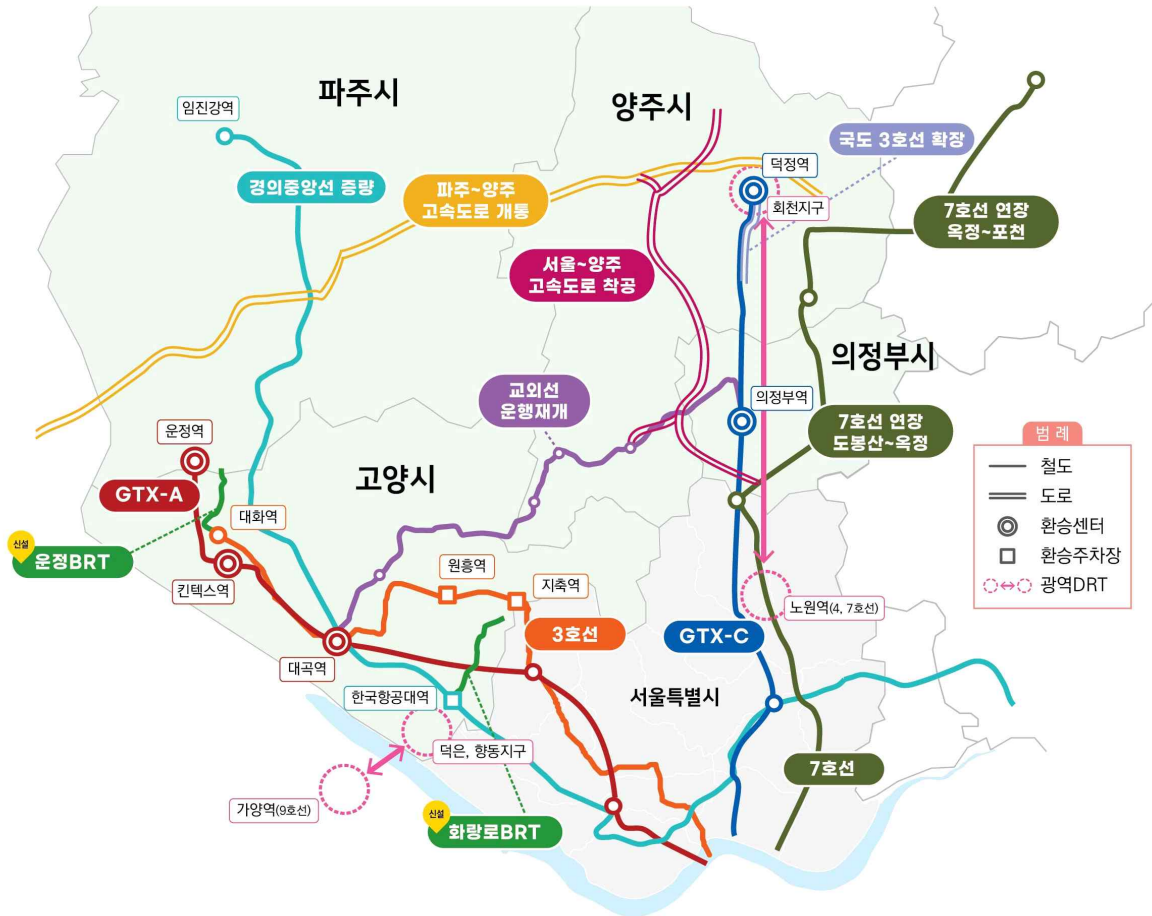 파주시
양주시
임진강역
국도 3호선 확장
덕정역
경의중앙선 증량
파주~양주
고속도로 개통
회천지구
7호선 연장
옥정~포천
서울~양주
고속도로 착공
의정부시
교외선
운행재개
의정부역
7호선 연장
도봉산~옥정
범 례
철도
도로
환승센터
환승주차장
광역DRT
운정역
고양시
GTX-A
대화역
신설
운정BRT
킨텍스역
원흥역
지축역
노원역(4, 7호선)
3호선
GTX-C
대곡역
한국항공대역
서울특별시
덕은, 향동지구
7호선
가양역(9호선)
신설
화랑로BRT